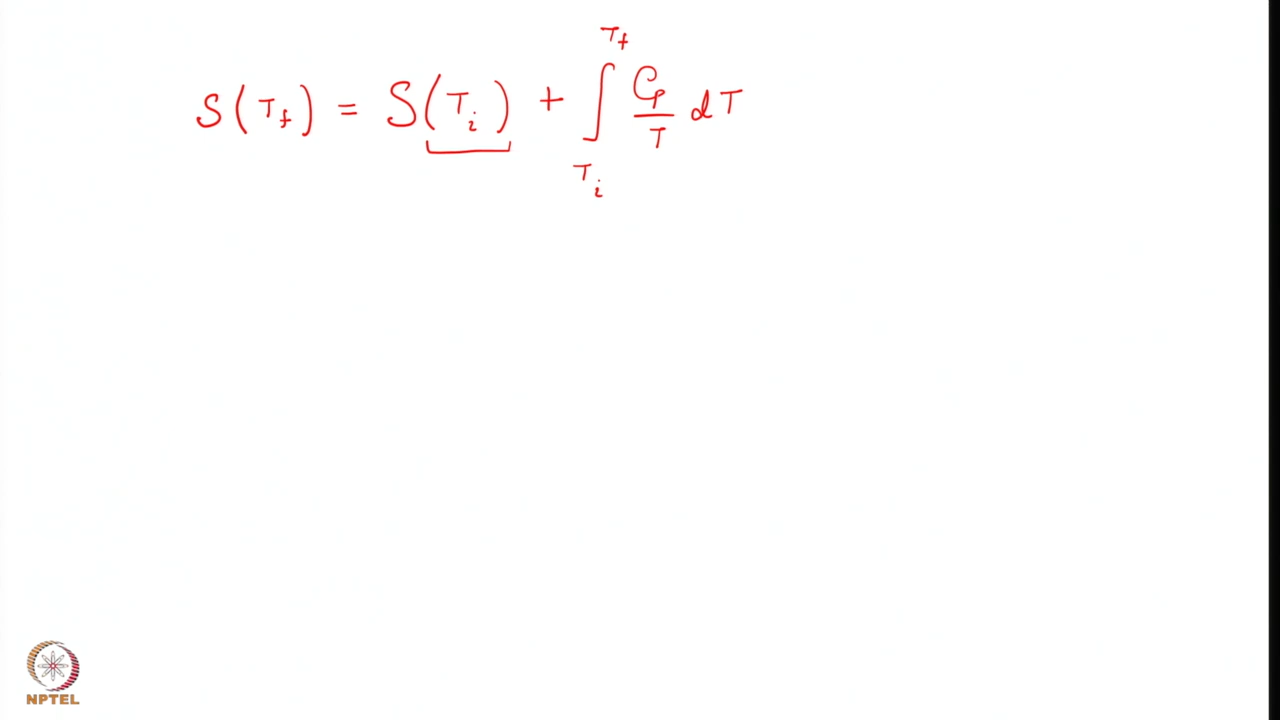 S(T_f) = S(T_i) + ∫_{T_i}^{T_f} C_P/T dT
NPTEL